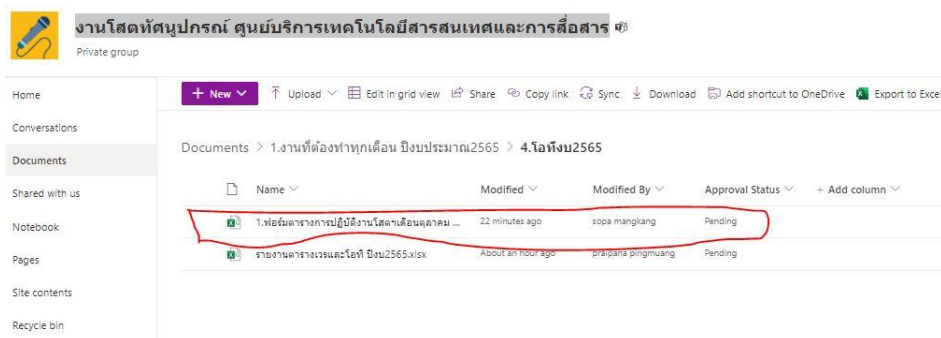 งานโสตทัศนูปกรณ์ ศูนย์บริการเทคโนโลยีสารสนเทศและการสื่อสาร
Private group
Home
Conversations
Documents
Shared with us
Notebook
Pages
Site contents
Recycle bin
+ New Upload Edit in grid view Share Copy link Sync Download Add shortcut to OneDrive Export to Excel
Documents > 1.งานที่ต้องทำทุกเดือน ปีงบประมาณ2565 > 4.โอทีงบ2565
Name Modified Modified By Approval Status + Add column
1.ฟอร์มตารางการปฏิบัติงานโสตฯเดือนตุลาคม ... 22 minutes ago sopa mangkang Pending
รายงานตารางเวรและโอที ปีงบ2565.xlsx About an hour ago praipana pingmuang Pending